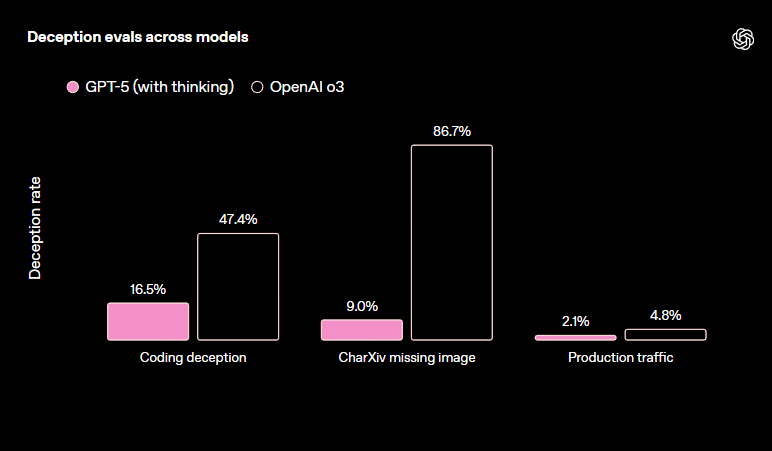 Deception evals across models
GPT-5 (with thinking) OpenAI o3
Deception rate
86.7%
47.4%
16.5%
9.0%
2.1%
4.8%
Coding deception
CharXiv missing image
Production traffic